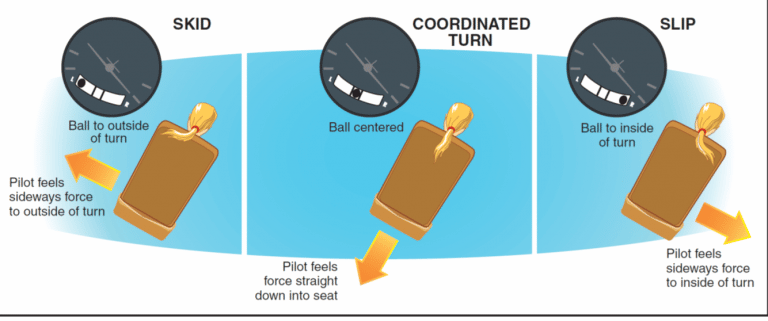 SKID
Ball to outside
of turn
Pilot feels
sideways force
to outside of turn
COORDINATED
TURN
Ball centered
Pilot feels
force straight
down into seat
SLIP
Ball to inside
of turn
Pilot feels
sideways force
to inside of turn
L
R
L
R
L
R